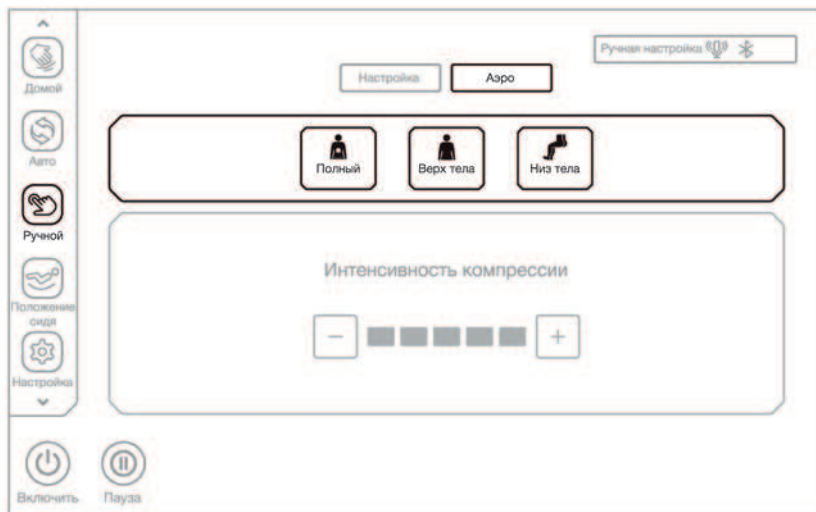 Домой
Авто
Ручной
Положение
сидя
Настройка
Ручная настройка
Настройка
Аэро
Полный
Верх тела
Низ тела
Интенсивность компрессии
Включить
Пауза